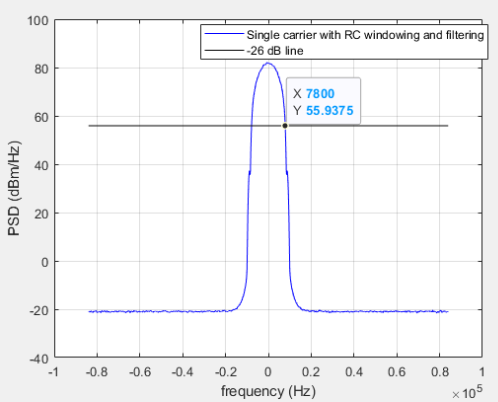 Single carrier with RC windowing and filtering
-26 dB line
X 7800
Y 55.9375
100
80
60
40
20
0
-20
-40
PSD (dBm/Hz)
-1 -0.8 -0.6 -0.4 -0.2 0 0.2 0.4 0.6 0.8 1
frequency (Hz)
×10⁵